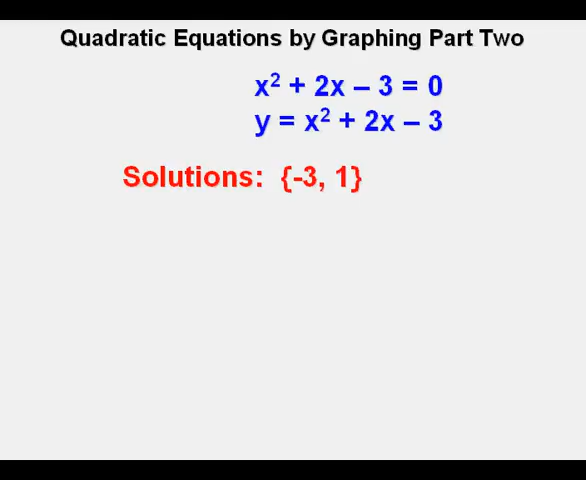 Quadratic Equations by Graphing Part Two
x² + 2x – 3 = 0
y = x² + 2x – 3
Solutions: {-3, 1}